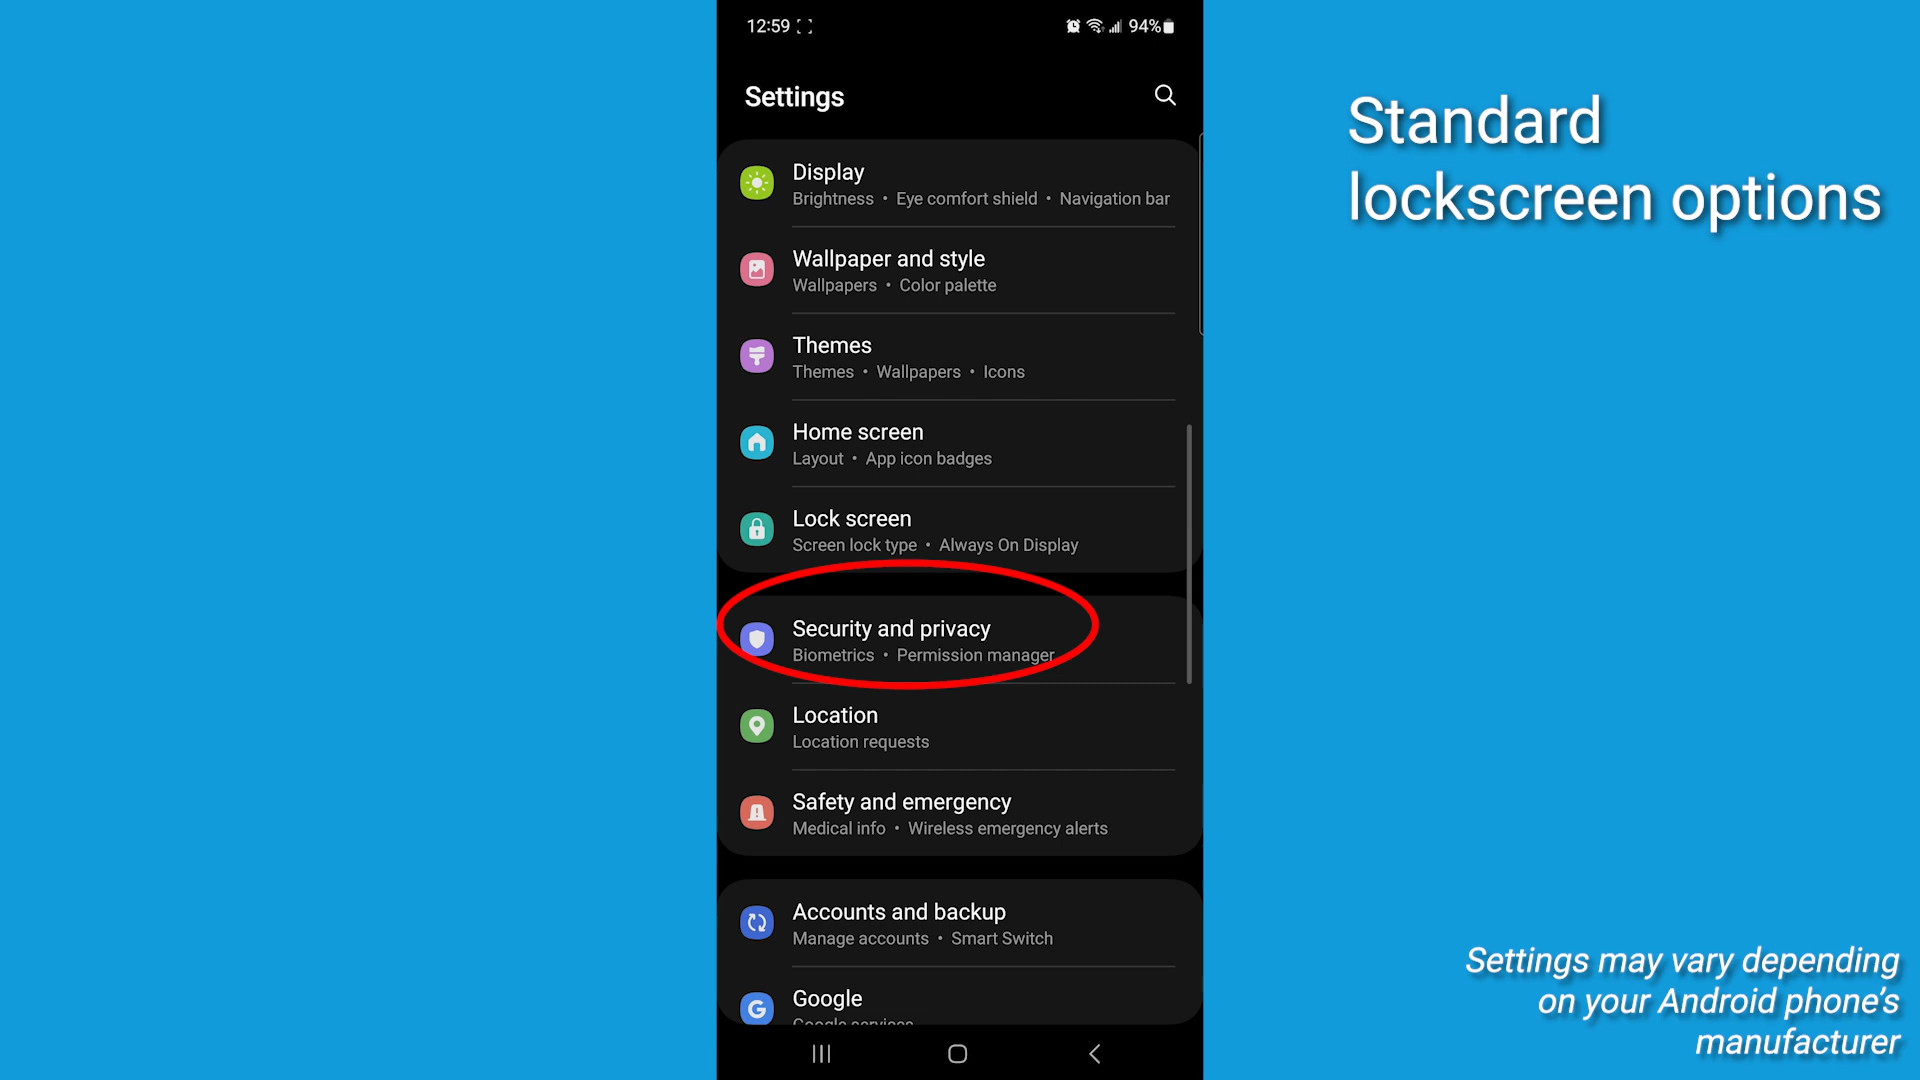 12:59
94%
Settings
Standard
lockscreen options
Display
Brightness • Eye comfort shield • Navigation bar
Wallpaper and style
Wallpapers • Color palette
Themes
Themes • Wallpapers • Icons
Home screen
Layout • App icon badges
Lock screen
Screen lock type • Always On Display
Security and privacy
Biometrics • Permission manager
Location
Location requests
Safety and emergency
Medical info • Wireless emergency alerts
Accounts and backup
Manage accounts • Smart Switch
Google
Google services
Settings may vary depending
on your Android phone’s
manufacturer